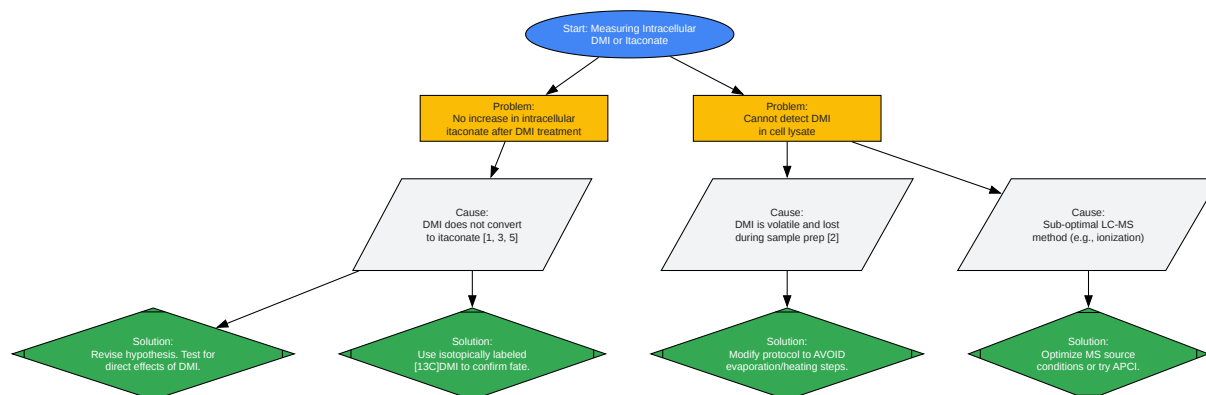 Start: Measuring Intracellular
DMI or Itaconate
Problem:
No increase in intracellular
itaconate after DMI treatment
Problem:
Cannot detect DMI
in cell lysate
Cause:
DMI does not convert
to itaconate [1, 3, 5]
Cause:
DMI is volatile and lost
during sample prep [2]
Cause:
Sub-optimal LC-MS
method (e.g., ionization)
Solution:
Revise hypothesis. Test for
direct effects of DMI.
Solution:
Use isotopically labeled
[13C]DMI to confirm fate.
Solution:
Modify protocol to AVOID
evaporation/heating steps.
Solution:
Optimize MS source
conditions or try APCI.